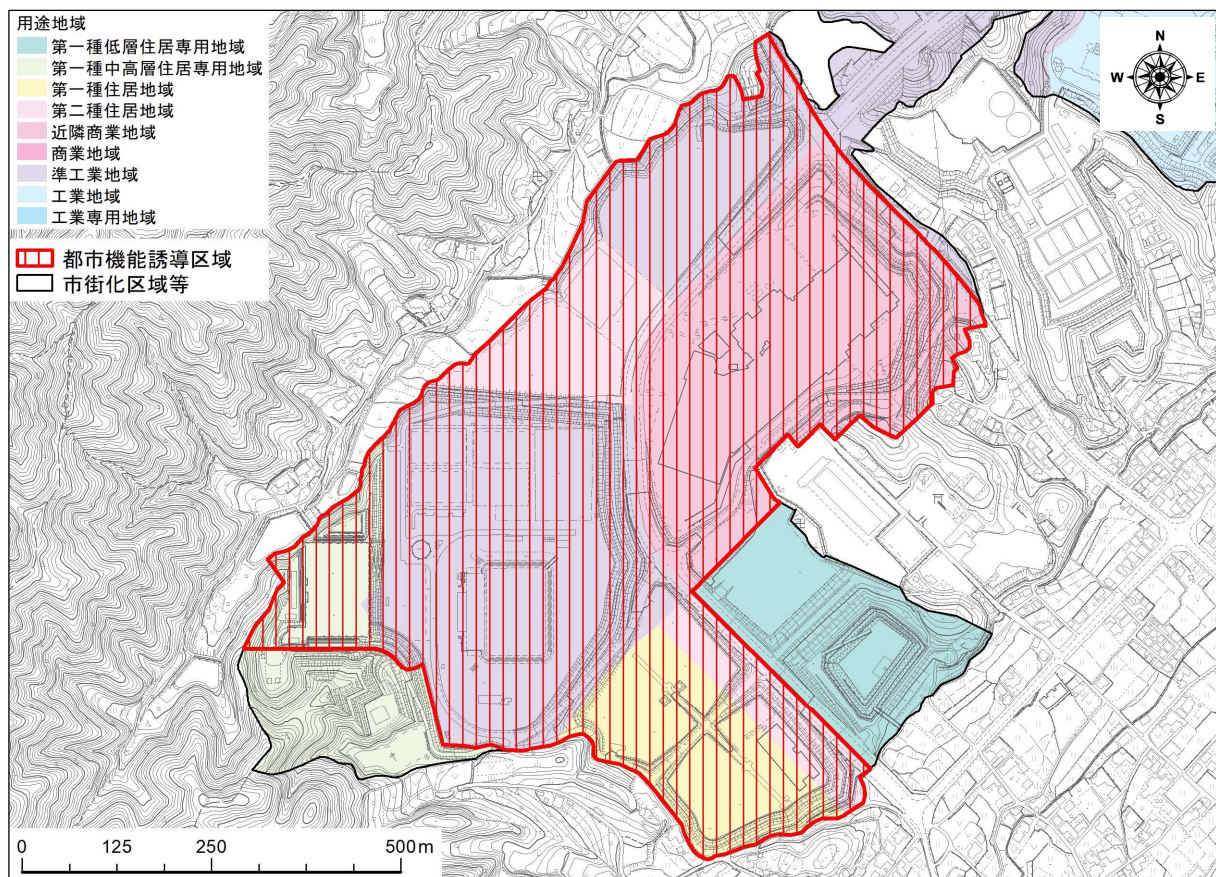 用途地域
第一種低層住居専用地域
第一種中高層住居専用地域
第一種住居地域
第二種住居地域
近隣商業地域
商業地域
準工業地域
工業地域
工業専用地域
都市機能誘導区域
市街化区域等
N
W E
S
0 125 250 500m